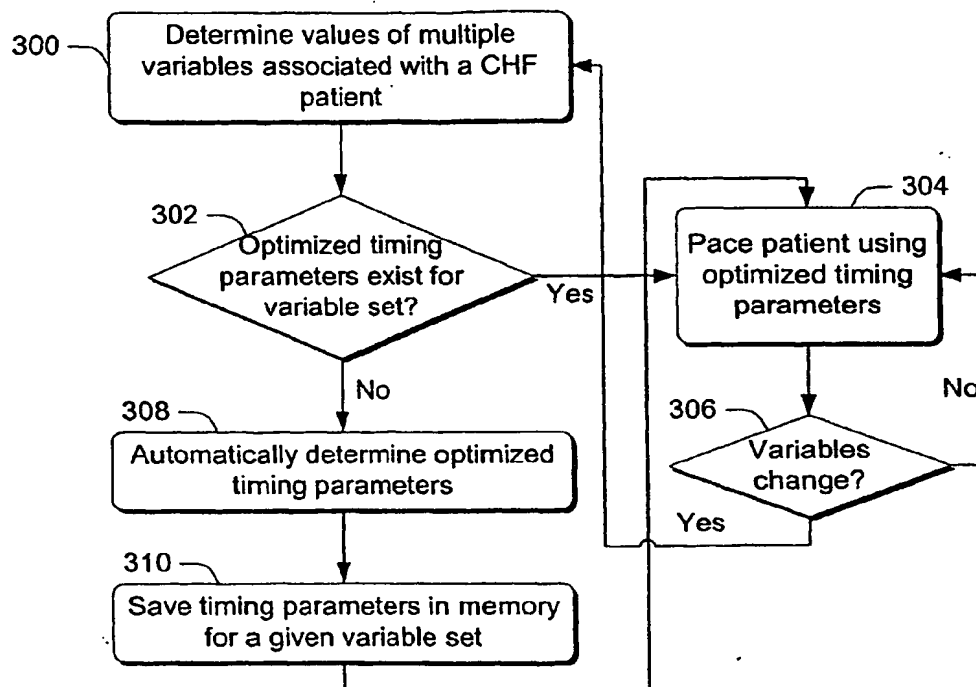 300
Determine values of multiple
variables associated with a CHF
patient
302
Optimized timing
parameters exist for
variable set?
Yes
No
304
Pace patient using
optimized timing
parameters
306
Variables
change?
No
Yes
308
Automatically determine optimized
timing parameters
310
Save timing parameters in memory
for a given variable set